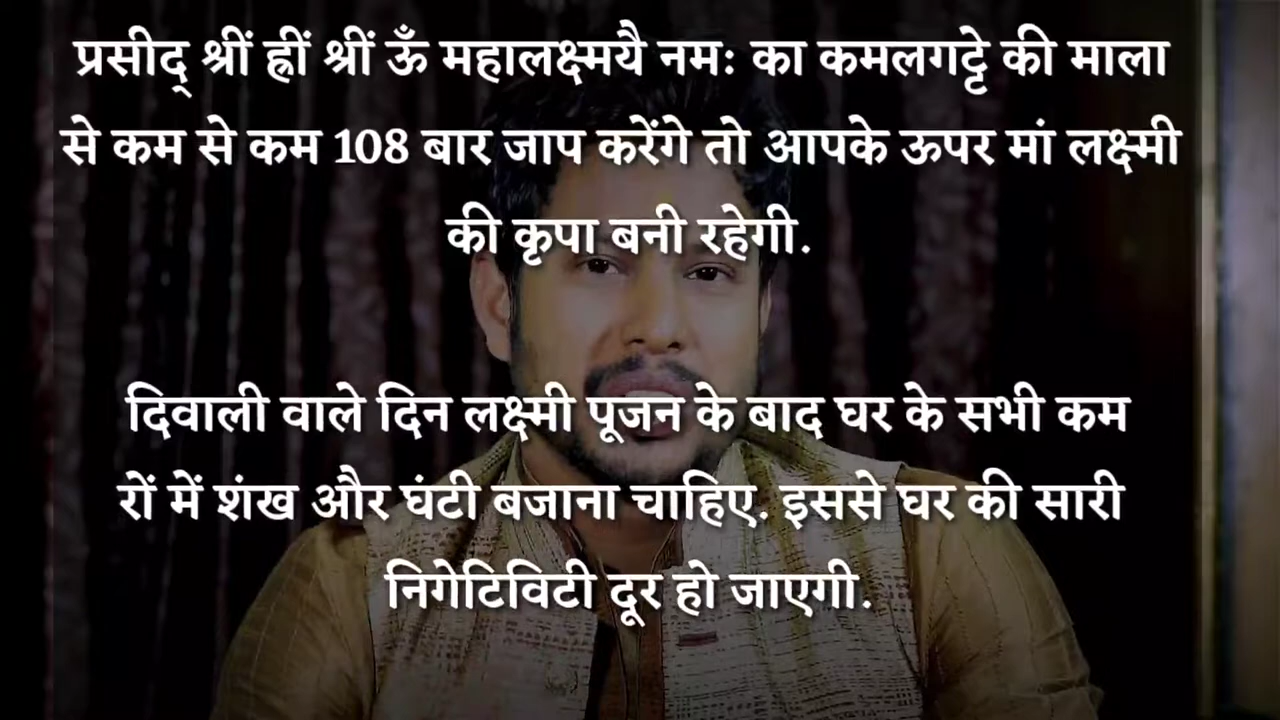 प्रसीद् श्रीं ह्रीं श्रीं ऊँ महालक्ष्मयै नम: का कमलगट्टे की माला
से कम से कम 108 बार जाप करेंगे तो आपके ऊपर मां लक्ष्मी
की कृपा बनी रहेगी.
दिवाली वाले दिन लक्ष्मी पूजन के बाद घर के सभी कम
रों में शंख और घंटी बजाना चाहिए. इससे घर की सारी
निगेटिविटी दूर हो जाएगी.